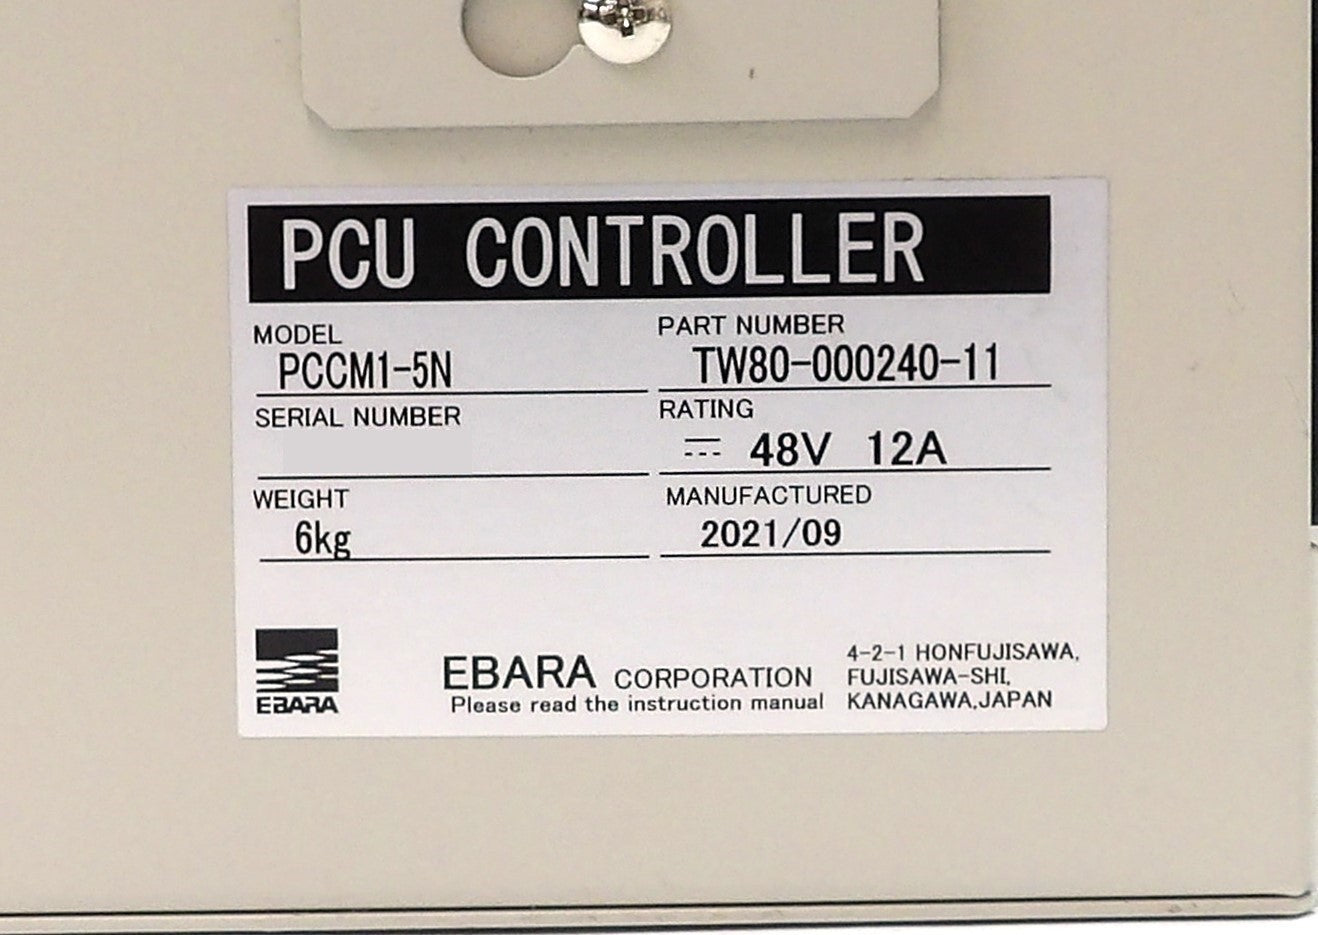 PCU CONTROLLER
MODEL
PCCM1-5N
PART NUMBER
TW80-000240-11
SERIAL NUMBER
RATING
48V 12A
WEIGHT
6kg
MANUFACTURED
2021/09
EBARA
EBARA CORPORATION
Please read the instruction manual
4-2-1 HONFUJISAWA,
FUJISAWA-SHI,
KANAGAWA,JAPAN